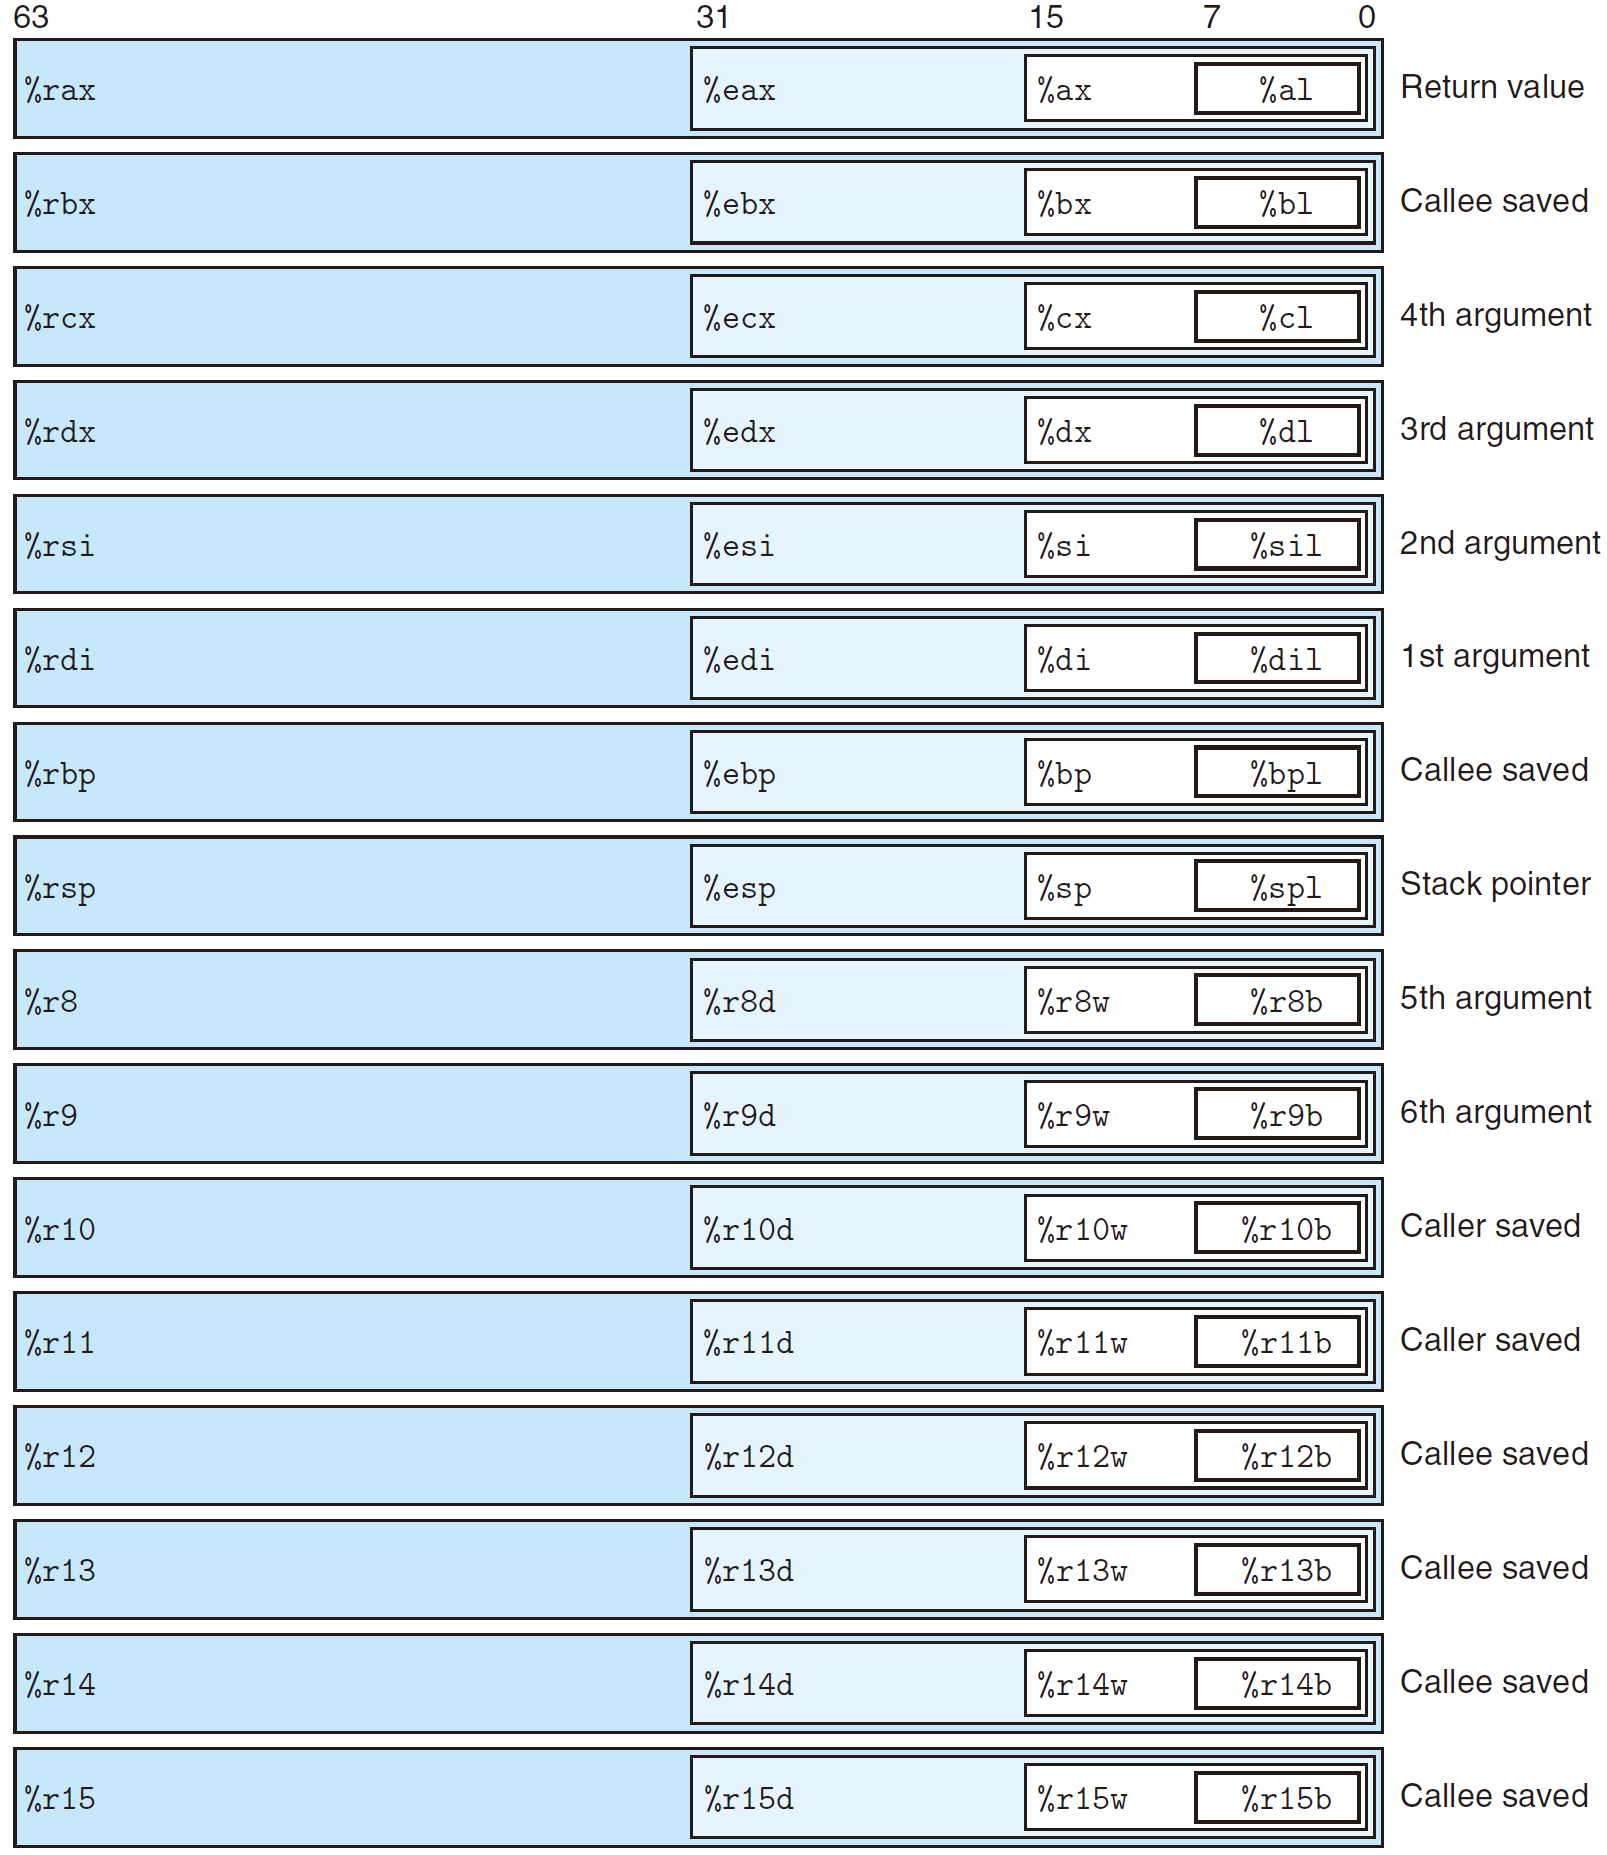 63 31 15 7 0
%rax %eax %ax %al Return value
%rbx %ebx %bx %bl Callee saved
%rcx %ecx %cx %cl 4th argument
%rdx %edx %dx %dl 3rd argument
%rsi %esi %si %sil 2nd argument
%rdi %edi %di %dil 1st argument
%rbp %ebp %bp %bpl Callee saved
%rsp %esp %sp %spl Stack pointer
%r8 %r8d %r8w %r8b 5th argument
%r9 %r9d %r9w %r9b 6th argument
%r10 %r10d %r10w %r10b Caller saved
%r11 %r11d %r11w %r11b Caller saved
%r12 %r12d %r12w %r12b Callee saved
%r13 %r13d %r13w %r13b Callee saved
%r14 %r14d %r14w %r14b Callee saved
%r15 %r15d %r15w %r15b Callee saved